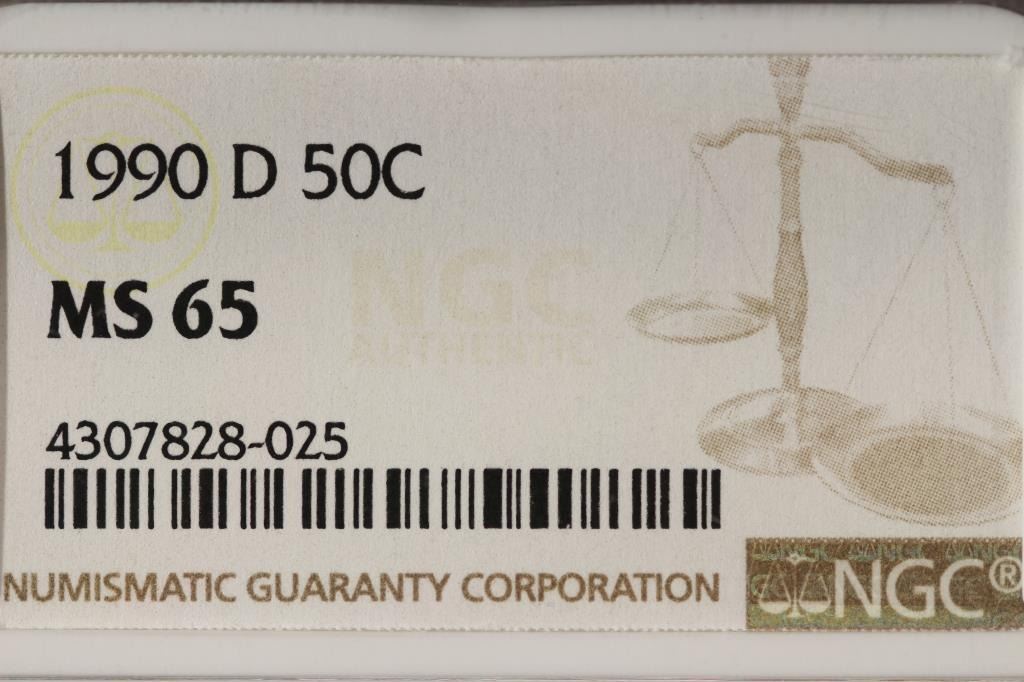 1990 D 50C
NGC
AUTHENTIC
MS 65
4307828-025
NUMISMATIC GUARANTY CORPORATION
NGC®